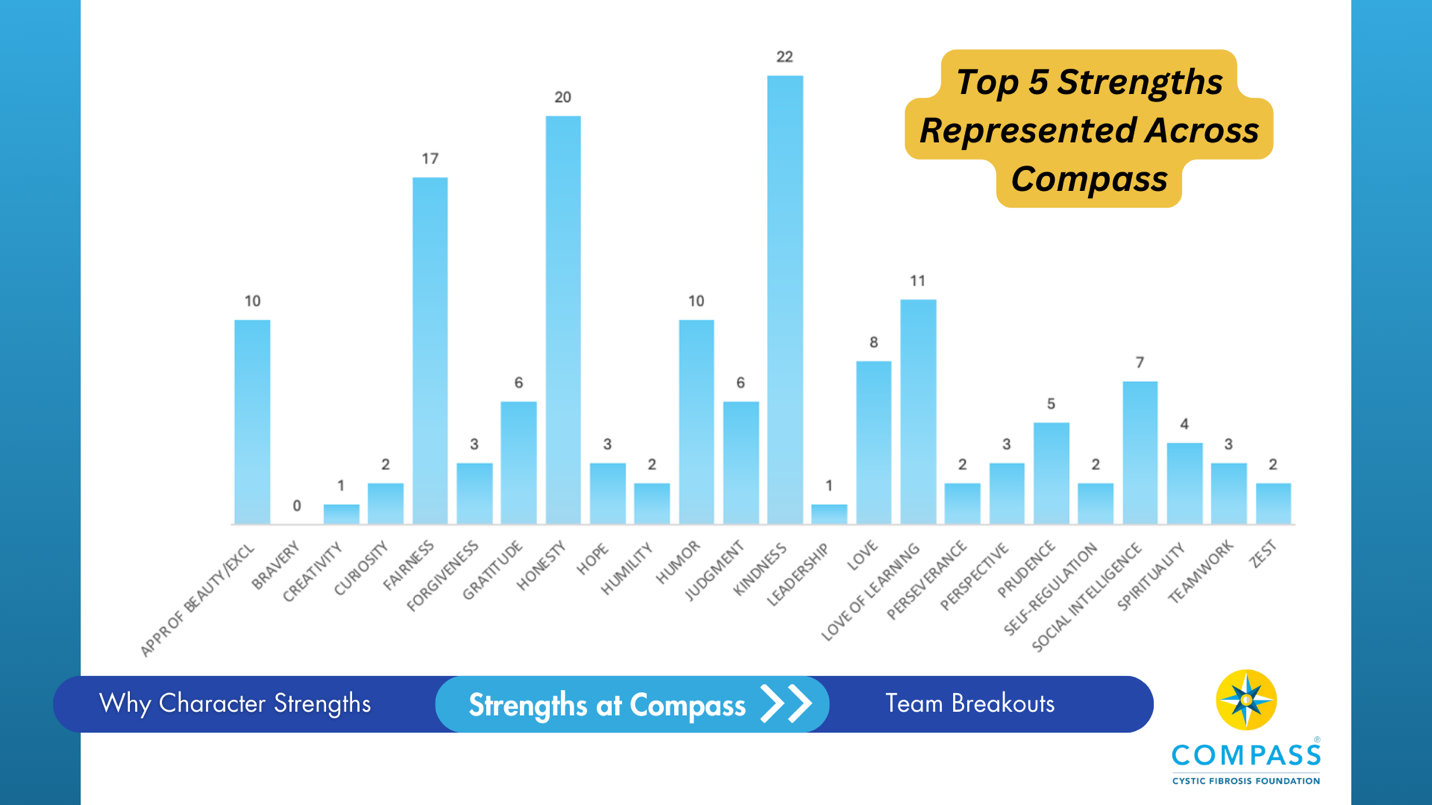 Top 5 Strengths
Represented Across
Compass
10
0
1
2
17
3
6
20
3
2
10
6
22
1
8
11
2
3
5
2
7
4
3
2
APPR OF BEAUTY/EXCL
BRAVERY
CREATIVITY
CURIOSITY
FAIRNESS
FORGIVENESS
GRATITUDE
HONESTY
HOPE
HUMILITY
HUMOR
JUDGMENT
KINDNESS
LEADERSHIP
LOVE
LOVE OF LEARNING
PERSEVERANCE
PERSPECTIVE
PRUDENCE
SELF-REGULATION
SOCIAL INTELLIGENCE
SPIRITUALITY
TEAMWORK
ZEST
Why Character Strengths
Strengths at Compass
Team Breakouts
COMPASS®
CYSTIC FIBROSIS FOUNDATION